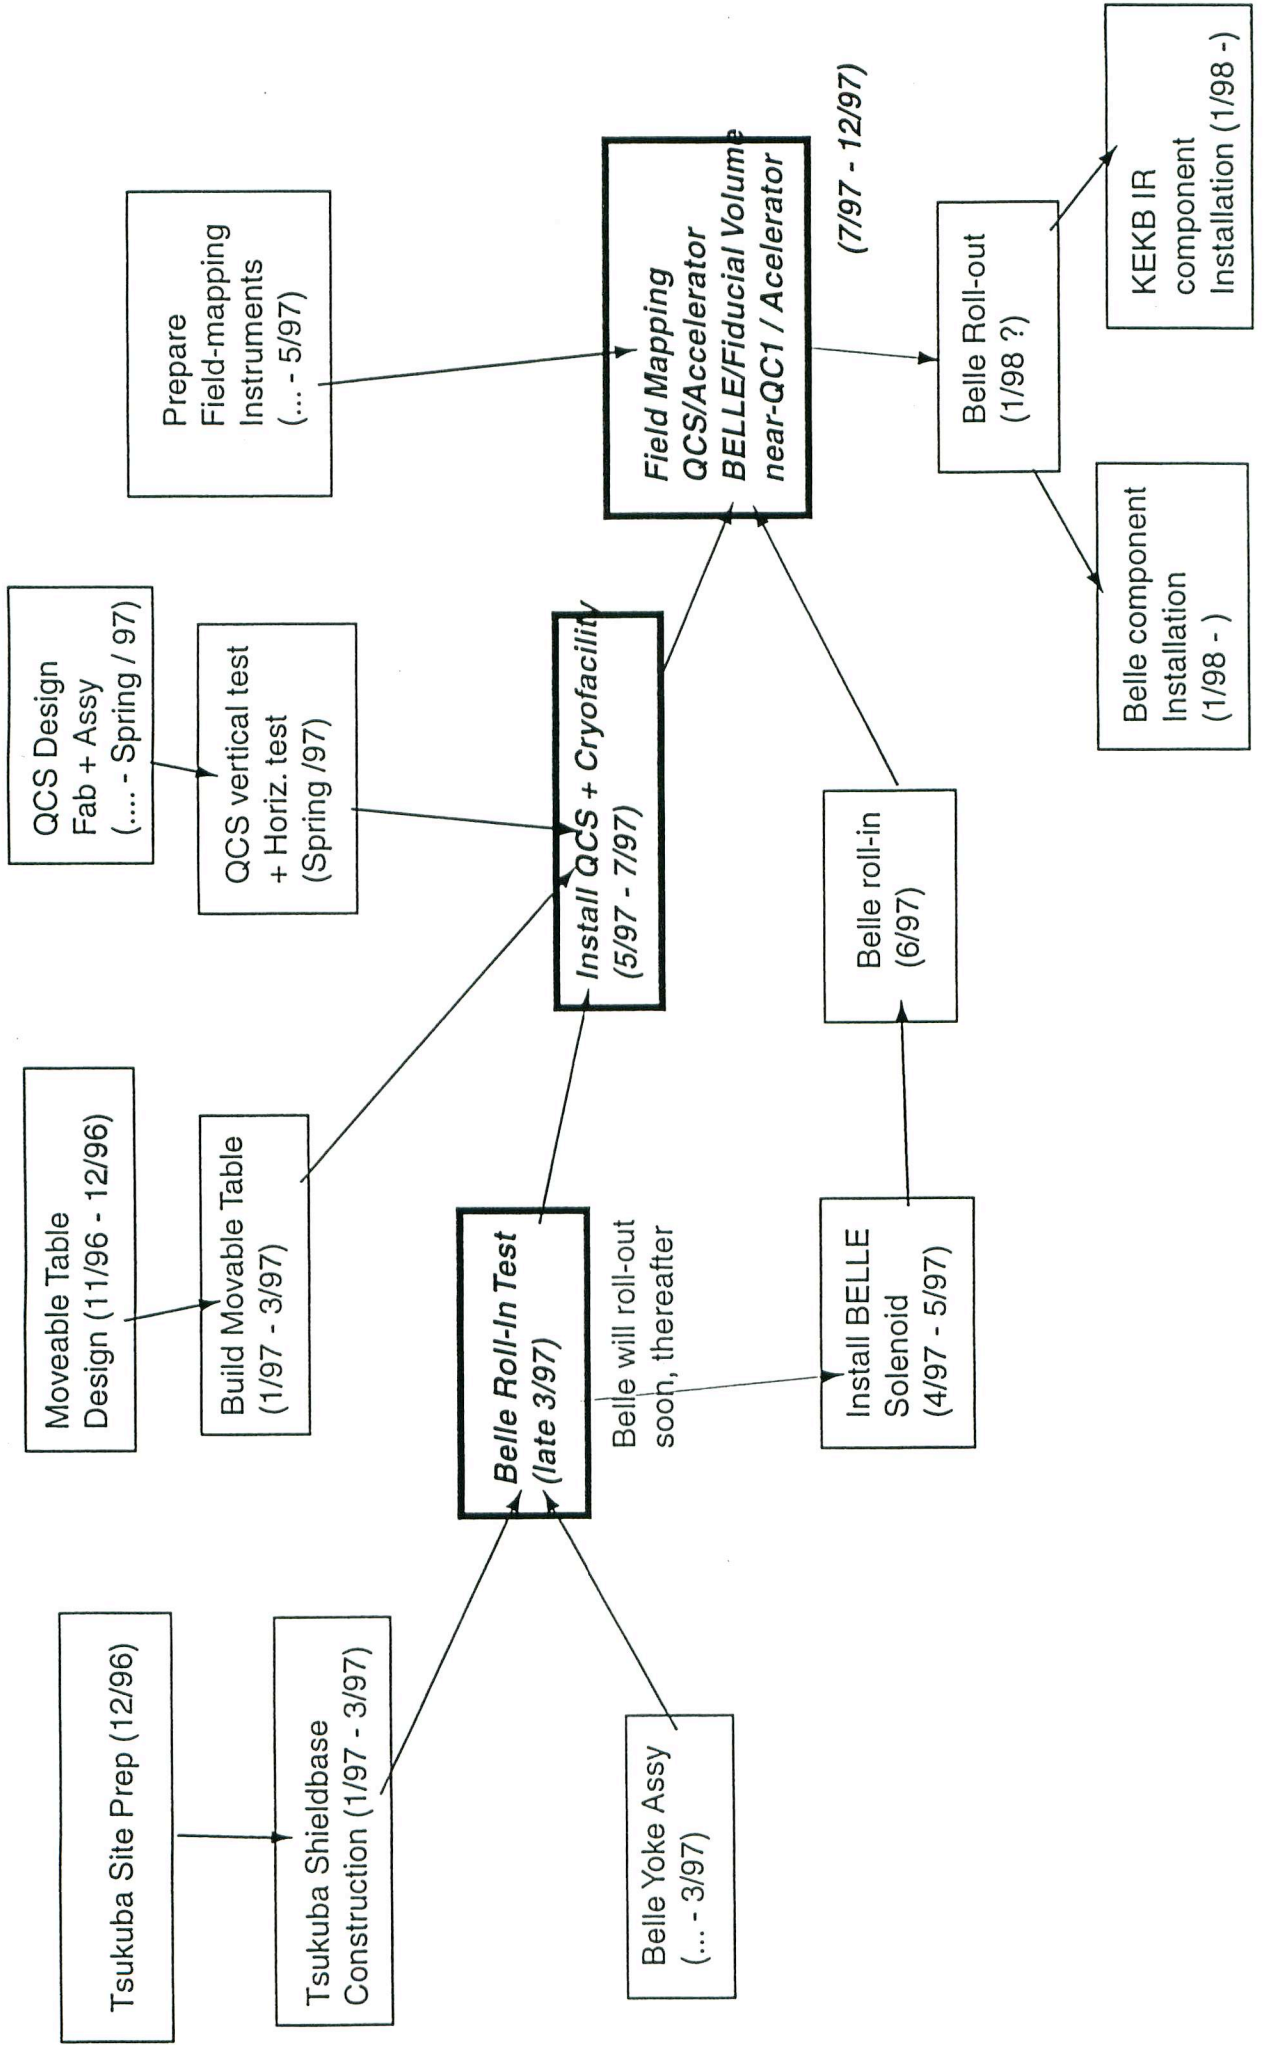 Tsukuba Site Prep (12/96)
Tsukuba Shieldbase
Construction (1/97 - 3/97)
Belle Yoke Assy
(... - 3/97)
Moveable Table
Design (11/96 - 12/96)
Build Movable Table
(1/97 - 3/97)
Belle Roll-In Test
(late 3/97)
Belle will roll-out
soon, thereafter
Install BELLE
Solenoid
(4/97 - 5/97)
QCS Design
Fab + Assy
(.... - Spring / 97)
QCS vertical test
+ Horiz. test
(Spring /97)
Install QCS + Cryofacility
(5/97 - 7/97)
Belle roll-in
(6/97)
Prepare
Field-mapping
Instruments
(... - 5/97)
Field Mapping
QCS/Accelerator
BELLE/Fiducial Volume
near-QC1 / Acelerator
(7/97 - 12/97)
Belle Roll-out
(1/98 ?)
Belle component
Installation
(1/98 - )
KEKB IR
component
Installation (1/98 -)